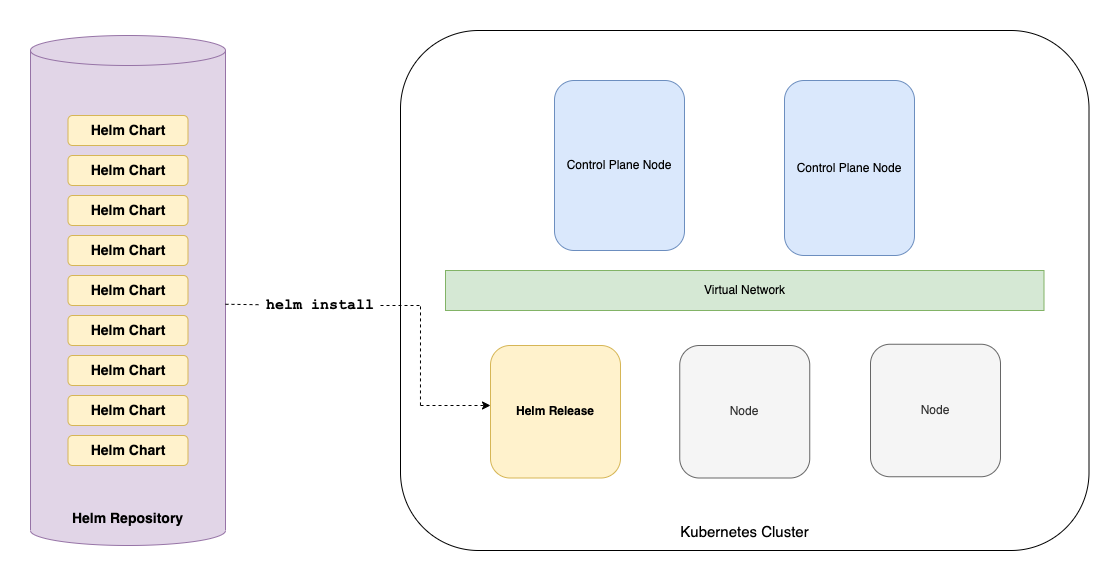 Helm Chart
Helm Chart
Helm Chart
Helm Chart
Helm Chart
Helm Chart
Helm Chart
Helm Chart
Helm Chart
Helm Repository
helm install
Control Plane Node
Control Plane Node
Virtual Network
Helm Release
Node
Node
Kubernetes Cluster